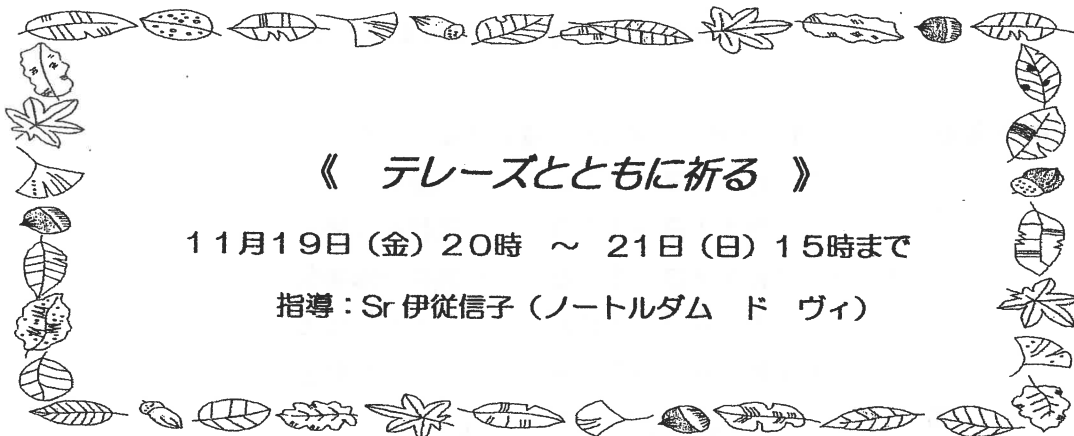 《　テレーズとともに祈る　》
11月19日（金）20時　～　21日（日）15時まで
指導：Sr 伊従信子（ノートルダム　ド　ヴィ）